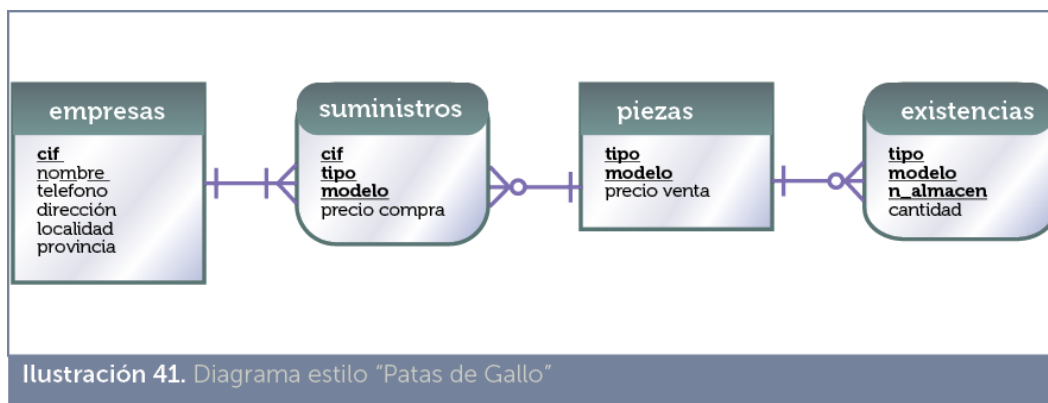 empresas
cif
nombre
telefono
dirección
localidad
provincia
suministros
cif
tipo
modelo
precio compra
piezas
tipo
modelo
precio venta
existencias
tipo
modelo
n_almacen
cantidad
Ilustración 41. Diagrama estilo “Patas de Gallo”